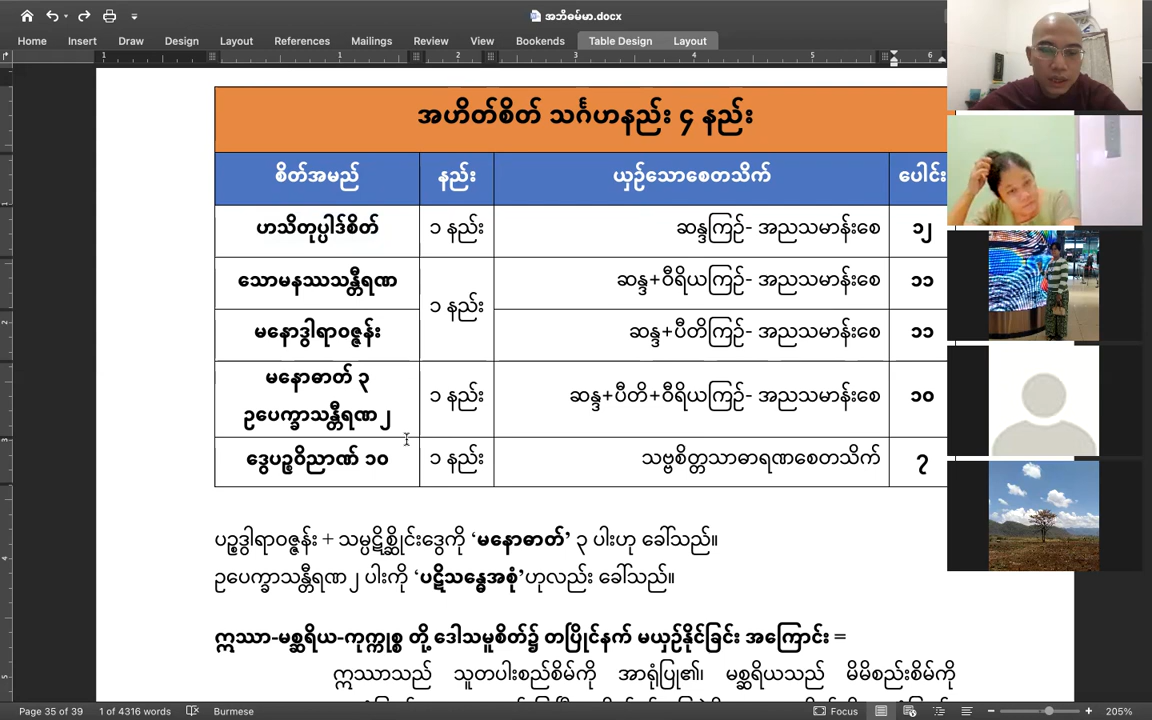 အဘိဓမ်မာ.docx
Home Insert Draw Design Layout References Mailings Review View Bookends Table Design Layout
အဟိတ်စိတ် သင်္ဂဟနည်း ၄ နည်း
စိတ်အမည် နည်း ယှဉ်သောစေတသိက် ပေါင်း
ဟသိတုပ္ပါဒ်စိတ် ၁ နည်း ဆန္ဒကြဉ်- အညသမာန်းစေ ၁၂
သောမနဿသန္တီရဏ ၁ နည်း ဆန္ဒ+ဝီရိယကြဉ်- အညသမာန်းစေ ၁၁
မနောဒွါရာဝဇ္ဇန်း ဆန္ဒ+ပီတိကြဉ်- အညသမာန်းစေ ၁၁
မနောဓာတ် ၃
ဥပေက္ခာသန္တီရဏ၂ ၁ နည်း ဆန္ဒ+ပီတိ+ဝီရိယကြဉ်- အညသမာန်းစေ ၁၀
ဒွေပဉ္စဝိညာဏ် ၁၀ ၁ နည်း သဗ္ဗစိတ္တသာဓာရဏစေတသိက် ၇
ပဉ္စဒွါရာဝဇ္ဇန်း + သမ္ပဋိစ္ဆိုင်းဒွေကို ‘မနောဓာတ်’ ၃ ပါးဟု ခေါ်သည်။
ဥပေက္ခာသန္တီရဏ၂ ပါးကို ‘ပဋိသန္ဓေအစုံ’ဟုလည်း ခေါ်သည်။
ဣဿာ-မစ္ဆရိယ-ကုက္ကုစ္စ တို့ ဒေါသမူစိတ်၌ တပြိုင်နက် မယှဉ်နိုင်ခြင်း အကြောင်း =
ဣဿာသည် သူတပါးစည်စိမ်ကို အာရုံပြု၏၊ မစ္ဆရိယသည် မိမိစည်းစိမ်ကို
Page 35 of 39 1 of 4316 words Burmese Focus 205%